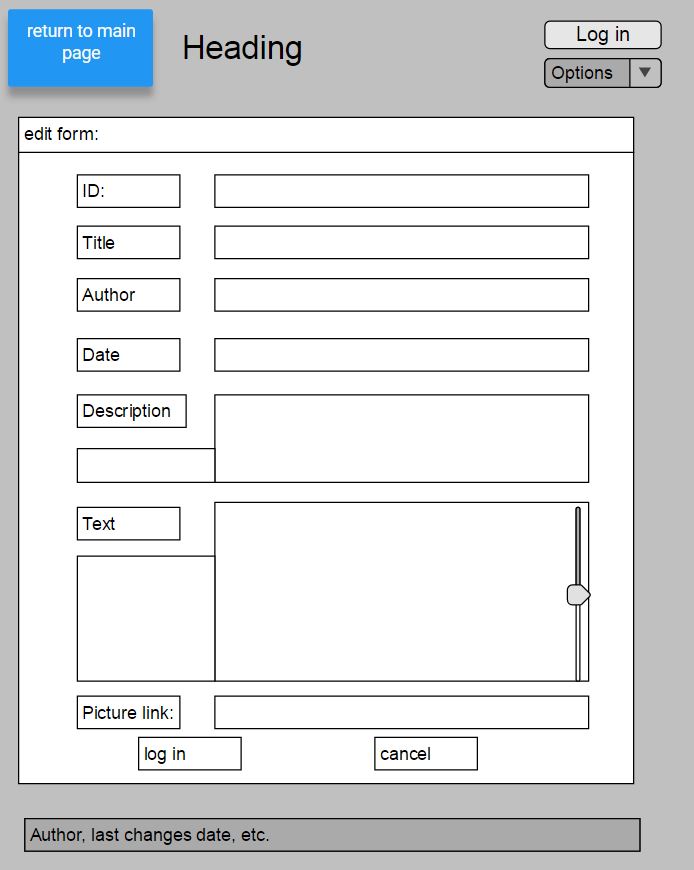 return to main
page
Heading
Log in
Options
edit form:
ID:
Title
Author
Date
Description
Text
Picture link:
log in
cancel
Author, last changes date, etc.